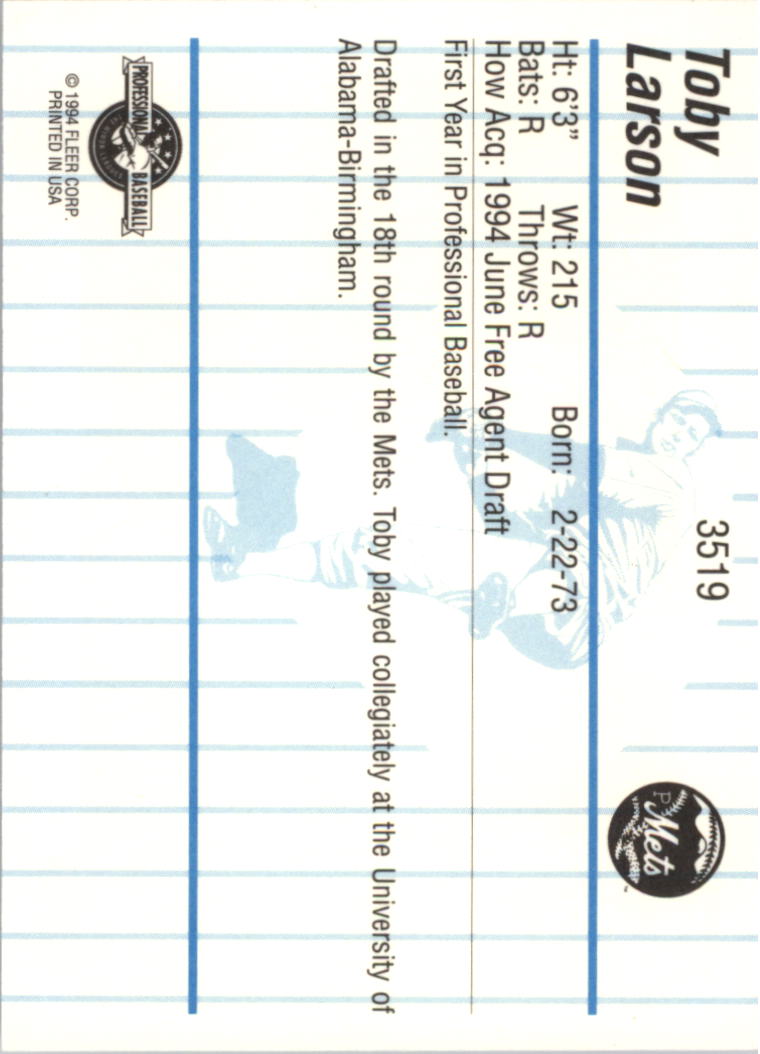 Toby
Larson
3519
P
Mets
™
Ht: 6'3" Wt: 215 Born: 2-22-73
Bats: R Throws: R
How Acq: 1994 June Free Agent Draft
First Year in Professional Baseball.
Drafted in the 18th round by the Mets. Toby played collegiately at the University of
Alabama-Birmingham.
PROFESSIONAL BASEBALL
© 1994 FLEER CORP.
PRINTED IN USA